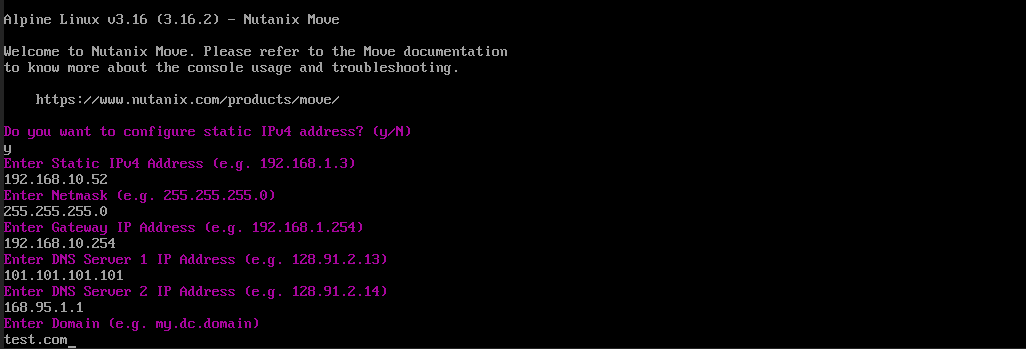 Alpine Linux v3.16 (3.16.2) - Nutanix Move
Welcome to Nutanix Move. Please refer to the Move documentation
to know more about the console usage and troubleshooting.
https://www.nutanix.com/products/move/
Do you want to configure static IPv4 address? (y/N)
y
Enter Static IPv4 Address (e.g. 192.168.1.3)
192.168.10.52
Enter Netmask (e.g. 255.255.255.0)
255.255.255.0
Enter Gateway IP Address (e.g. 192.168.1.254)
192.168.10.254
Enter DNS Server 1 IP Address (e.g. 128.91.2.13)
101.101.101.101
Enter DNS Server 2 IP Address (e.g. 128.91.2.14)
168.95.1.1
Enter Domain (e.g. my.dc.domain)
test.com_